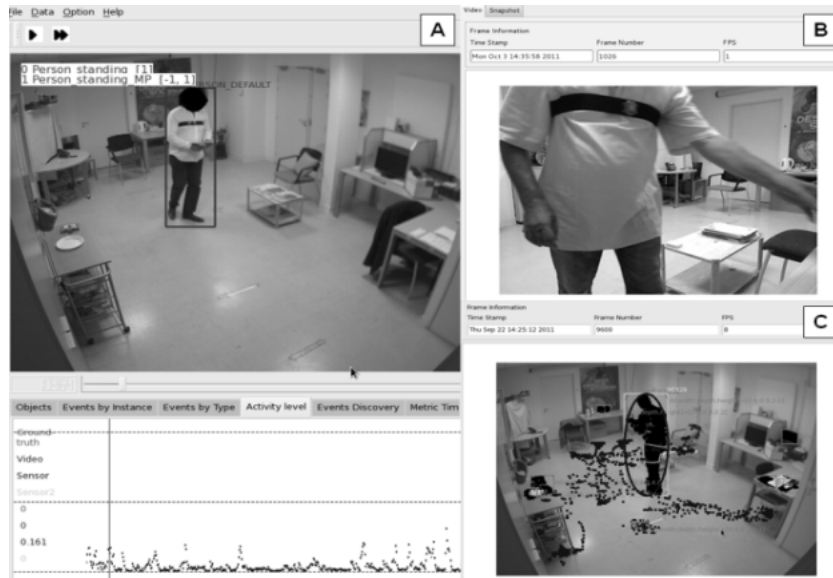 File Data Option Help
A
0 Person_standing [1]
1 Person_standing_MP [-1, 1]
PERSON_DEFAULT
Objects Events by Instance Events by Type Activity level Events Discovery Metric Tim
Ground-
truth
Video
Sensor
Sensor2
0
0
0.161
0
Video Snapshot
B
Frame Information
Time Stamp Frame Number FPS
Mon Oct 3 14:35:58 2011 1026 1
Frame Information
C
Time Stamp Frame Number FPS
Thu Sep 22 14:25:12 2011 9600 8